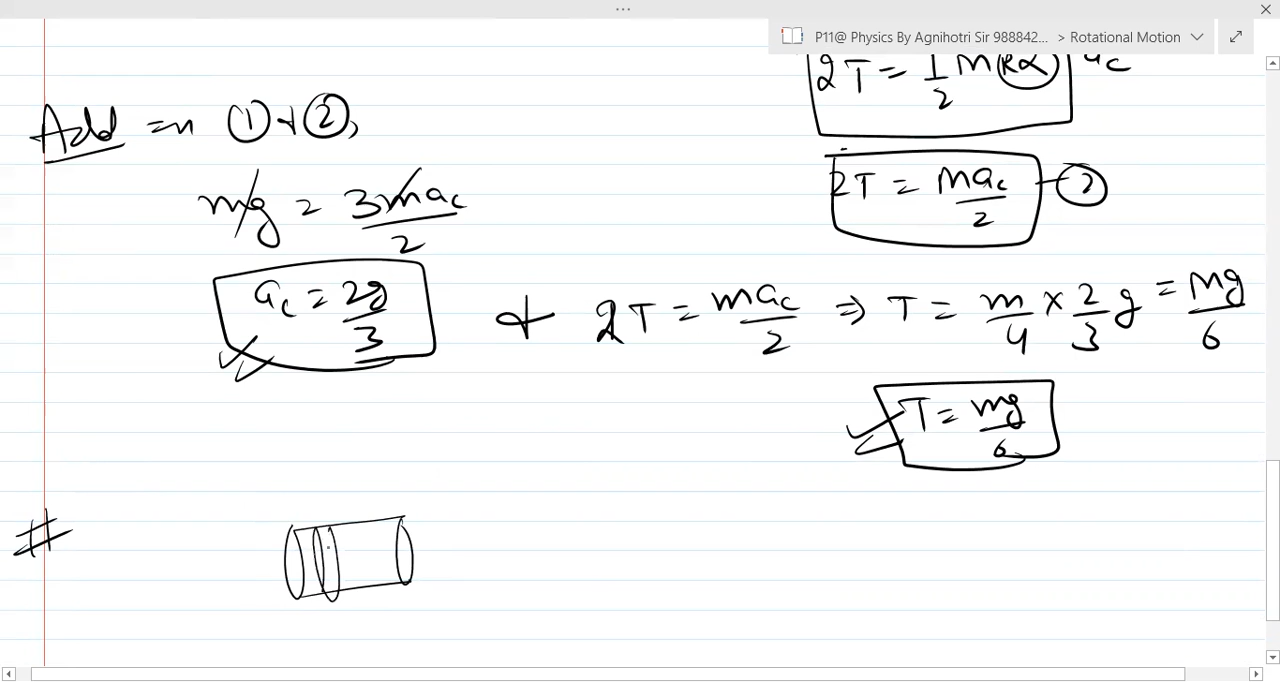 P11@ Physics By Agnihotri Sir 988842... > Rotational Motion
2T = 1/2 m(Rα) ac
Add =n ① + ②,
2T = mac/2 — ②
mg = 3mac/2
ac = 2g/3 & 2T = mac/2 ⇒ T = m/4 × 2/3 g = mg/6
T = mg/6
#